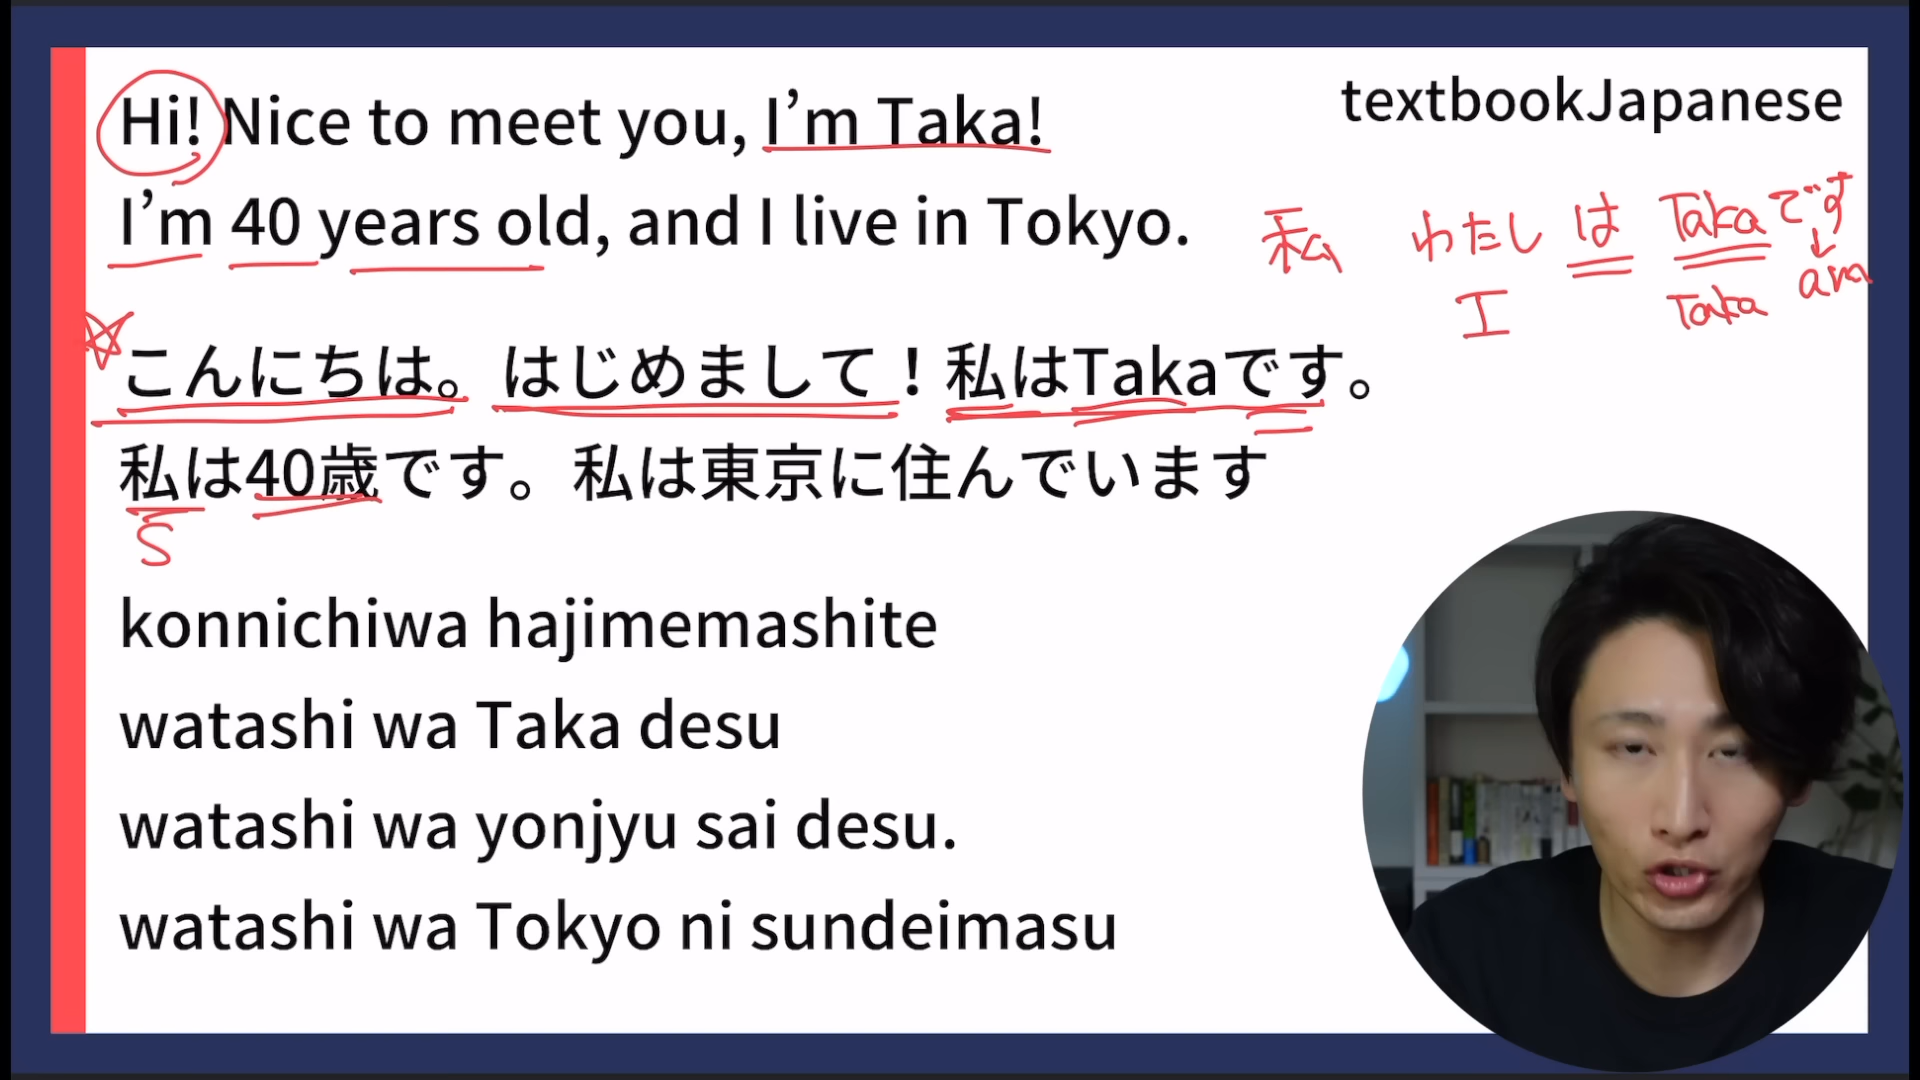 Hi! Nice to meet you, I’m Taka!
textbookJapanese
I’m 40 years old, and I live in Tokyo.
私 わたし は Taka です
I Taka am
こんにちは。はじめまして！私はTakaです。
私は40歳です。私は東京に住んでいます
S
konnichiwa hajimemashite
watashi wa Taka desu
watashi wa yonjyu sai desu.
watashi wa Tokyo ni sundeimasu